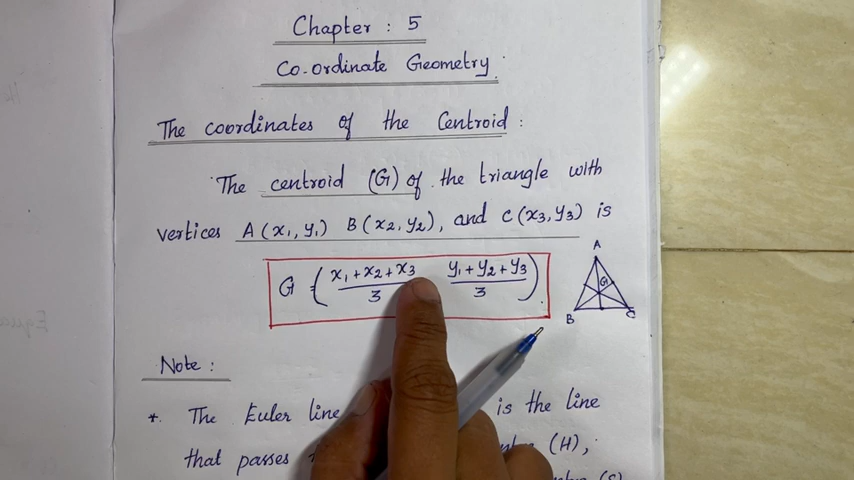 Chapter : 5
Co-ordinate Geometry.
The coordinates of the Centroid :
The centroid (G) of the triangle with
vertices A(x₁, y₁) B(x₂, y₂), and C(x₃, y₃) is
G = ( x₁ + x₂ + x₃ / 3   y₁ + y₂ + y₃ / 3 ).
A
G
B C
Note :
*. The Euler line is the line
that passes (H),
(S)